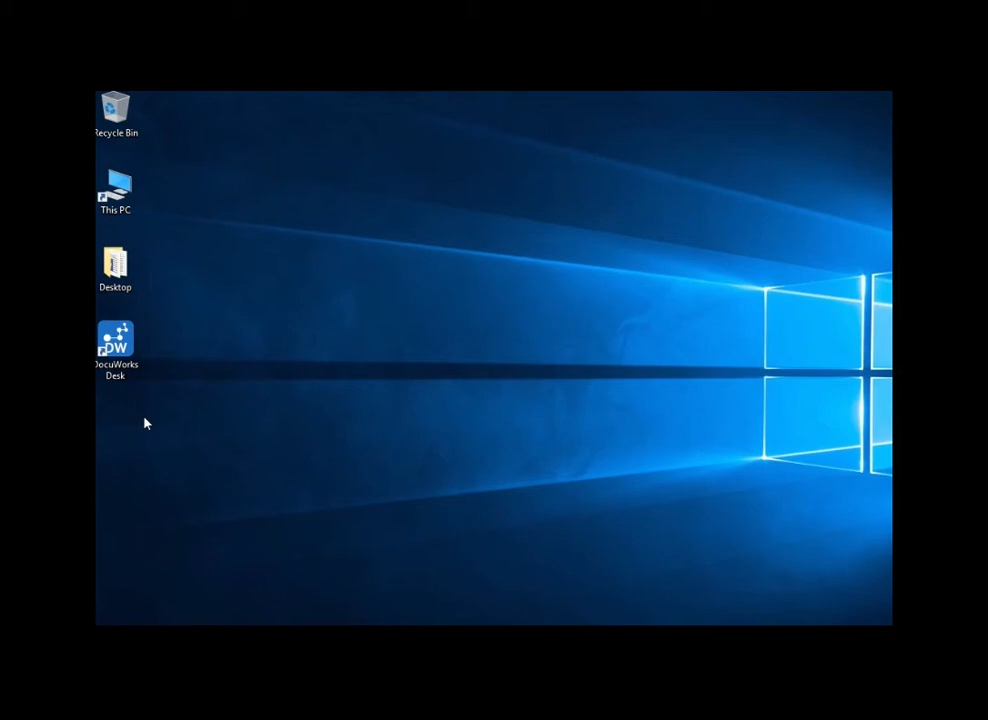 Recycle Bin
This PC
Desktop
DW
DocuWorks
Desk